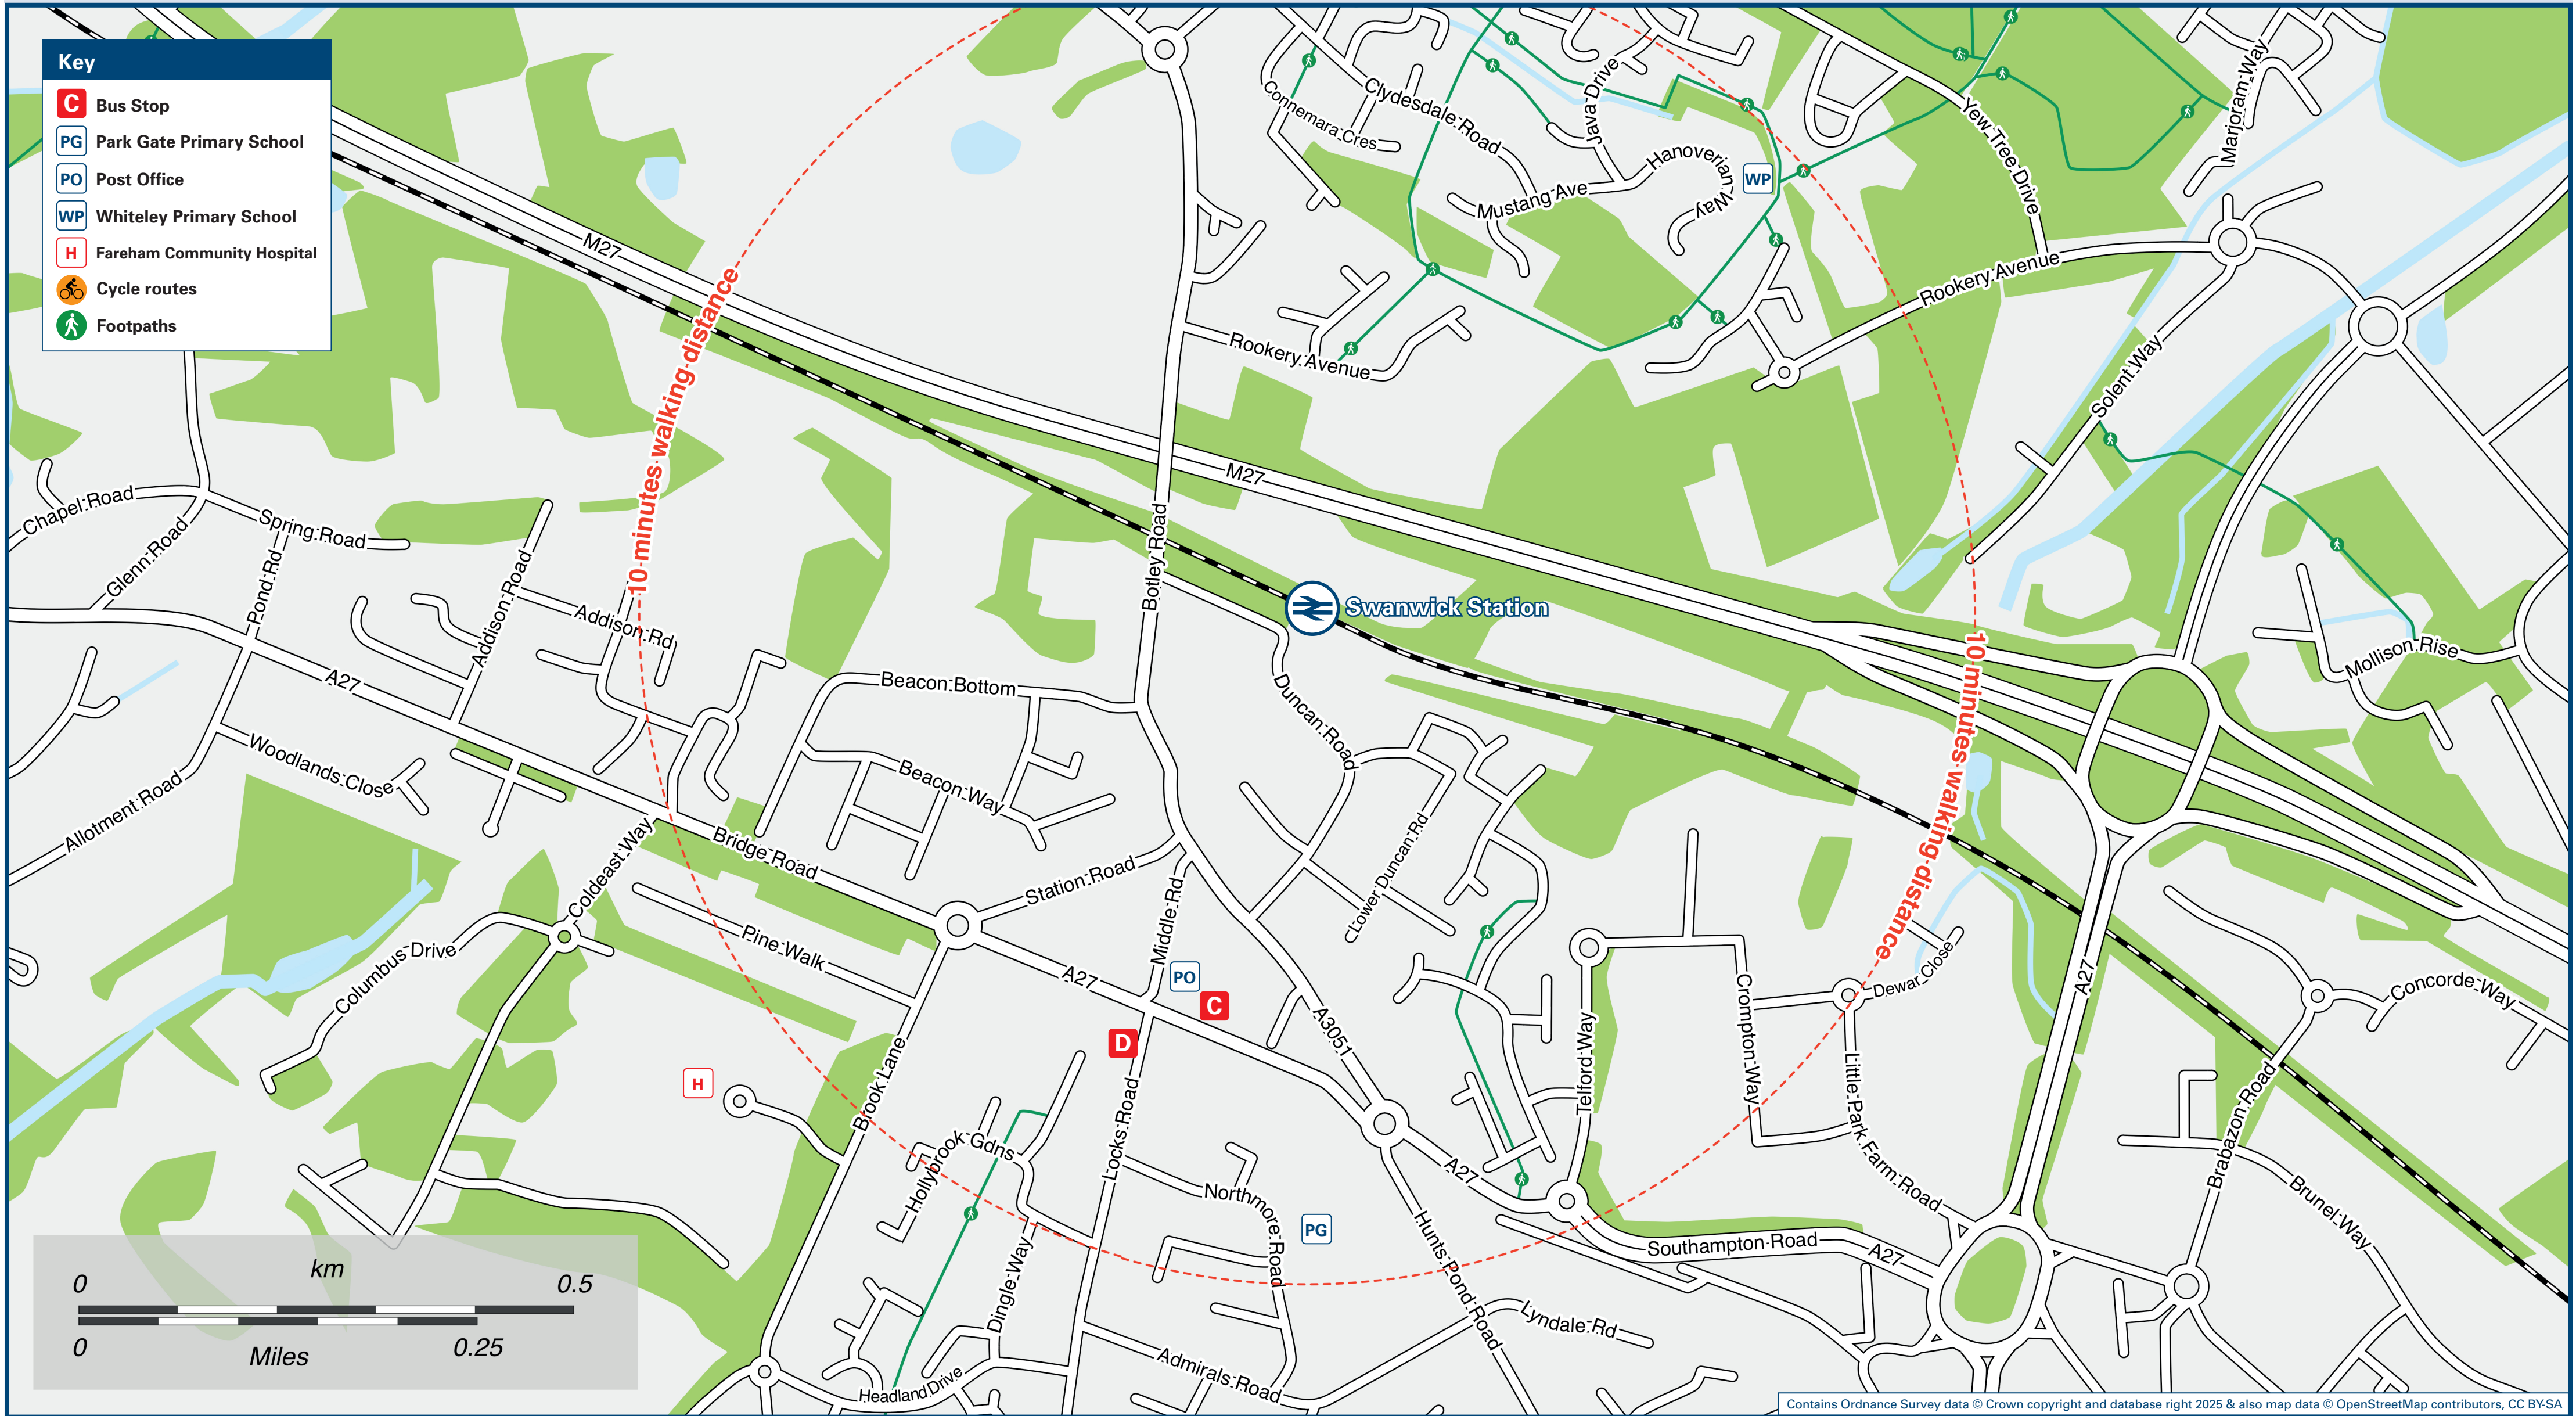 Key
C Bus Stop
PG Park Gate Primary School
PO Post Office
WP Whiteley Primary School
H Fareham Community Hospital
Cycle routes
Footpaths
Connemara Cres
Clydesdale Road
Java Drive
Mustang Ave
Hanoverian Way
WP
Yew Tree Drive
Marjoram Way
M27
10 minutes walking distance
Rookery Avenue
Rookery Avenue
Solent Way
M27
Chapel Road
Glenn Road
Spring Road
Pond Rd
Addison Road
Addison Rd
Botley Road
Swanwick Station
A27
Beacon Bottom
Duncan Road
10 minutes walking distance
Mollison Rise
Woodlands Close
Allotment Road
Beacon Way
Bridge Road
Coldeast Way
Station Road
Lower Duncan Rd
Columbus Drive
Pine Walk
Middle Rd
A27
PO
C
D
A3051
Telford Way
Crompton Way
Dewar Close
A27
Concorde Way
H
Brook Lane
Hollybrook Gdns
Locks Road
Little Park Farm Road
Brabazon Road
A27
Northmore Road
PG
Hunts Pond Road
Brunel Way
Southampton Road
A27
Dingle Way
Lyndale Rd
Admirals Road
Headland Drive
km
0 0.5
0 0.25
Miles
Contains Ordnance Survey data © Crown copyright and database right 2025 & also map data © OpenStreetMap contributors, CC BY-SA